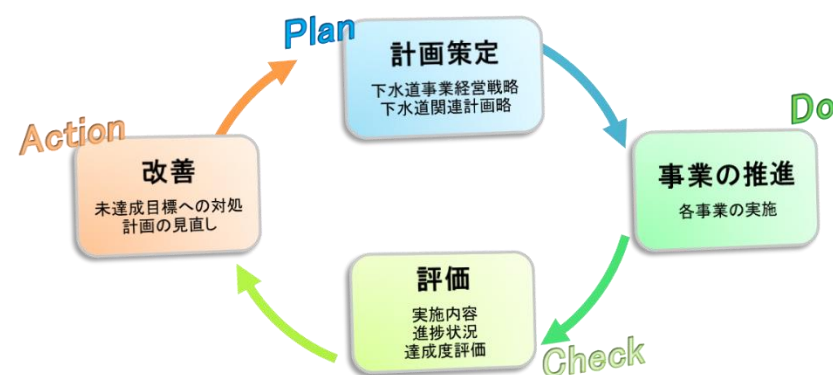 Plan
計画策定
下水道事業経営戦略
下水道関連計画略
Do
事業の推進
各事業の実施
Check
評価
実施内容
進捗状況
達成度評価
Action
改善
未達成目標への対処
計画の見直し